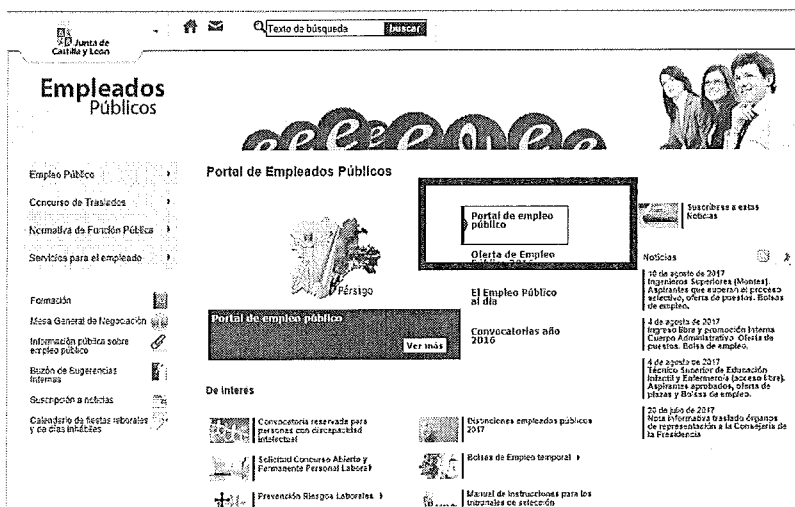 Junta de
Castilla y León
Texto de búsqueda
buscar
Empleados
Públicos
Empleo Público
Concurso de Traslados
Normativa de Función Pública
Servicios para el empleado
Formación
Mesa General de Negociación
Información pública sobre
empleo público
Buzón de Sugerencias
Internas
Suscripción a noticias
Calendario de fiestas laborales
y de días inhábiles
Portal de Empleados Públicos
Pérsigo
Portal de empleo público
Ver más
Portal de empleo
público
Oferta de Empleo
El Empleo Público
al día
Convocatorias año
2016
De interes
Convocatoria reservada para
personas con discapacidad
intelectual
Solicitud Concurso Abierto y
Permanente Personal Laboral
Prevención Riesgos Laborales
Distinciones empleados públicos
2017
Bolsas de Empleo temporal
Manual de instrucciones para los
tribunales de selección
Suscribirse a estas
Noticias
Noticias
10 de agosto de 2017
Ingenieros Superiores (Montes).
Aspirantes que superan el proceso
selectivo, oferta de puestos. Bolsas
de empleo.
4 de agosto de 2017
Ingreso libre y promoción interna
Cuerpo Administrativo. Oferta de
puestos. Bolsa de empleo.
4 de agosto de 2017
Técnico Superior de Educación
Infantil y Enfermero/a (acceso libre).
Aspirantes aprobados, oferta de
plazas y Bolsas de empleo.
20 de julio de 2017
Nota informativa traslado órganos
de representación a la Consejería de
la Presidencia